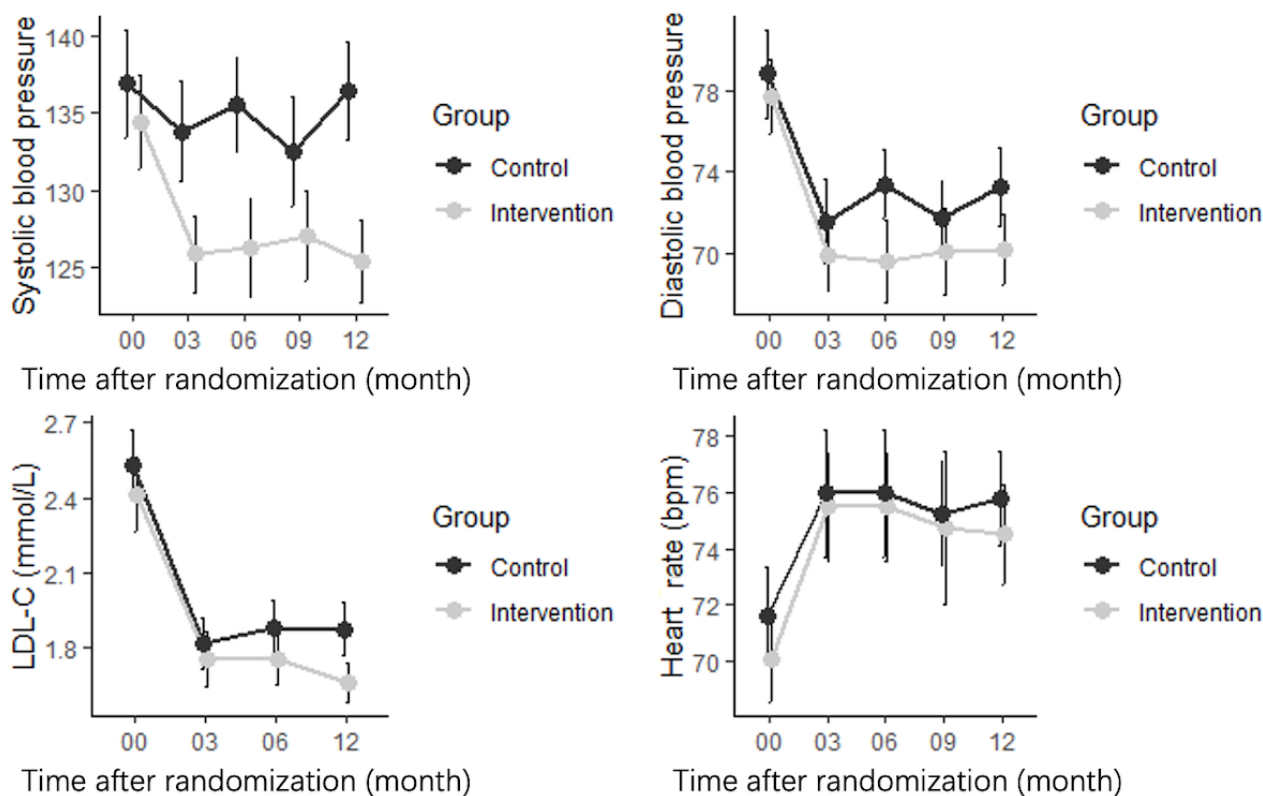 Systolic blood pressure
140
135
130
125
00 03 06 09 12
Time after randomization (month)
Group
Control
Intervention
Diastolic blood pressure
78
74
70
00 03 06 09 12
Time after randomization (month)
Group
Control
Intervention
LDL-C (mmol/L)
2.7
2.4
2.1
1.8
00 03 06 12
Time after randomization (month)
Group
Control
Intervention
Heart rate (bpm)
78
76
74
72
70
00 03 06 09 12
Time after randomization (month)
Group
Control
Intervention